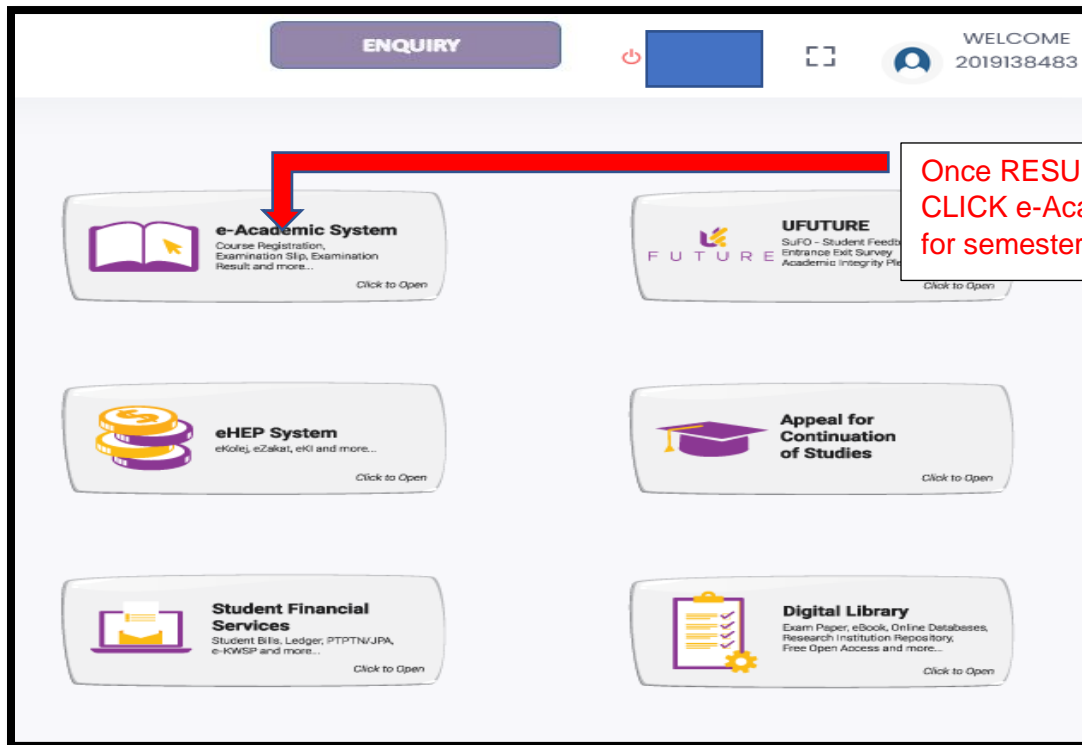 ENQUIRY
WELCOME
2019138483
Once RESU
CLICK e-Aca
for semester
e-Academic System
Course Registration,
Examination Slip, Examination
Result and more...
Click to Open
FUTURE
UFUTURE
SuFO - Student Feedb
Entrance Exit Survey
Academic Integrity Ple
Click to Open
eHEP System
eKolej, eZakat, eKI and more...
Click to Open
Appeal for
Continuation
of Studies
Click to Open
Student Financial
Services
Student Bills, Ledger, PTPTN/JPA,
e-KWSP and more...
Click to Open
Digital Library
Exam Paper, eBook, Online Databases,
Research Institution Repository,
Free Open Access and more...
Click to Open